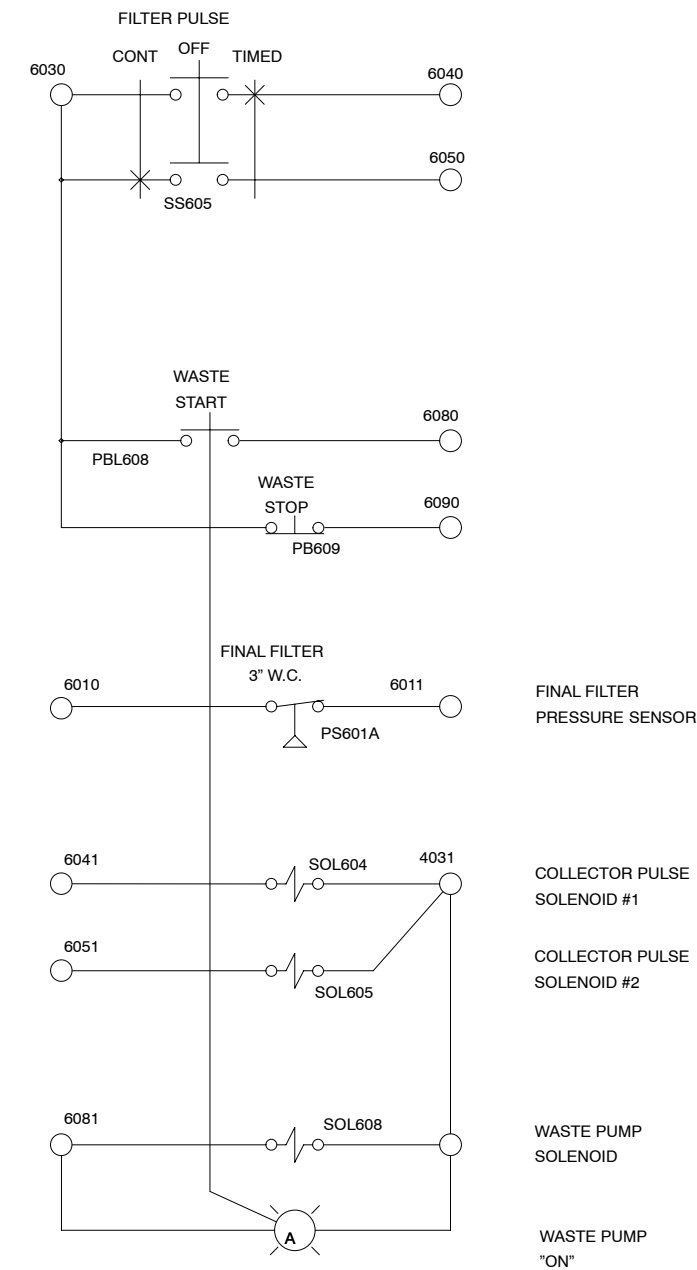 FILTER PULSE
CONT
OFF
TIMED
6030
6040
6050
SS605
WASTE
START
6080
PBL608
WASTE
STOP
6090
PB609
FINAL FILTER
3” W.C.
6010
6011
FINAL FILTER
PRESSURE SENSOR
PS601A
6041
SOL604
4031
COLLECTOR PULSE
SOLENOID #1
6051
COLLECTOR PULSE
SOLENOID #2
SOL605
6081
SOL608
WASTE PUMP
SOLENOID
A
WASTE PUMP
”ON”